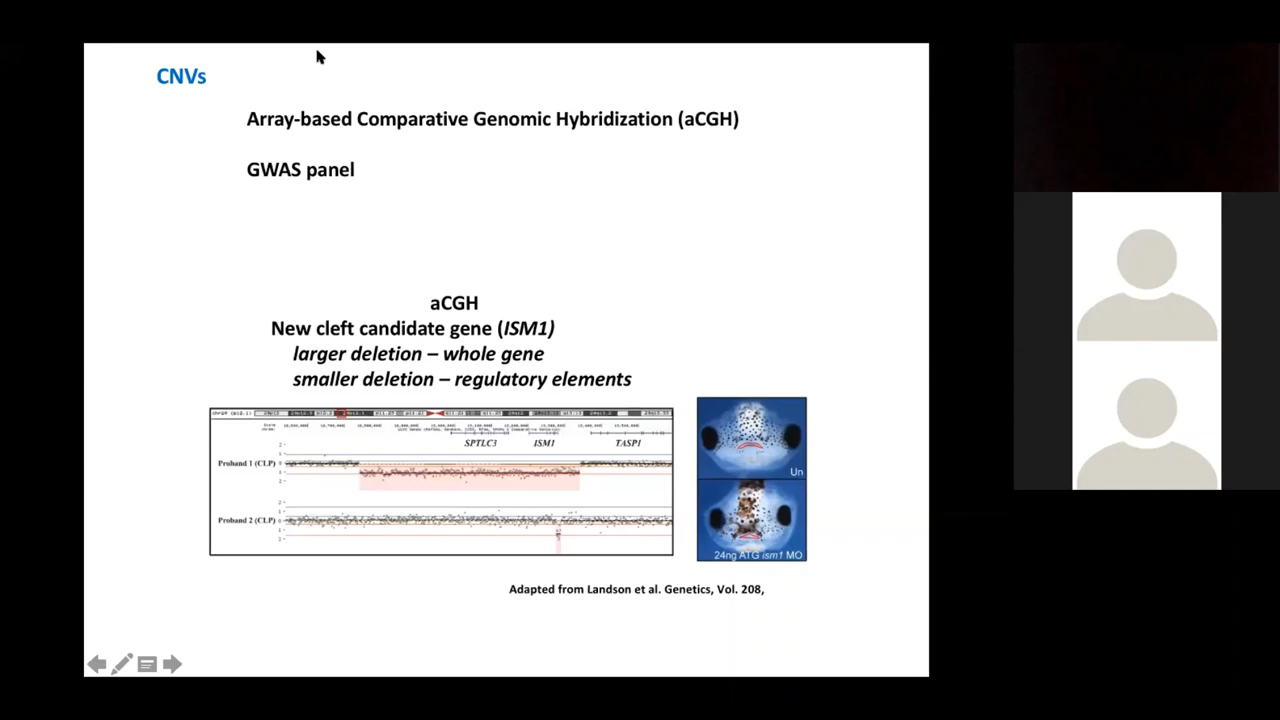 CNVs
Array-based Comparative Genomic Hybridization (aCGH)
GWAS panel
aCGH
New cleft candidate gene (ISM1)
larger deletion – whole gene
smaller deletion – regulatory elements
SPTLC3 ISM1 TASP1
Proband 1 (CLP)
Proband 2 (CLP)
Un
24ng ATG ism1 MO
Adapted from Landson et al. Genetics, Vol. 208,